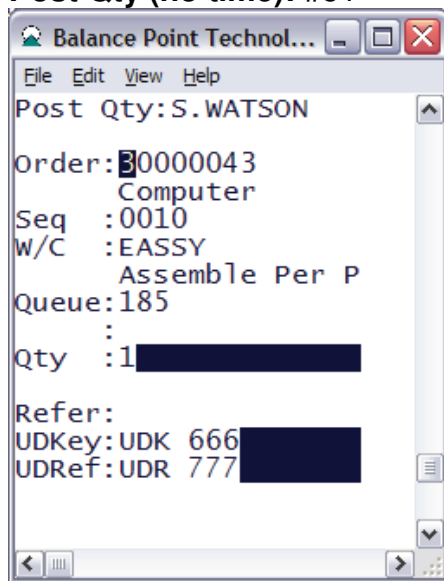 Post Qty (no time):
Balance Point Technol...
File Edit View Help
Post Qty:S.WATSON
Order:30000043
Computer
Seq :0010
W/C :EASSY
Assemble Per P
Queue:185
:
Qty :1
Refer:
UDKey:UDK 666
UDRef:UDR 777